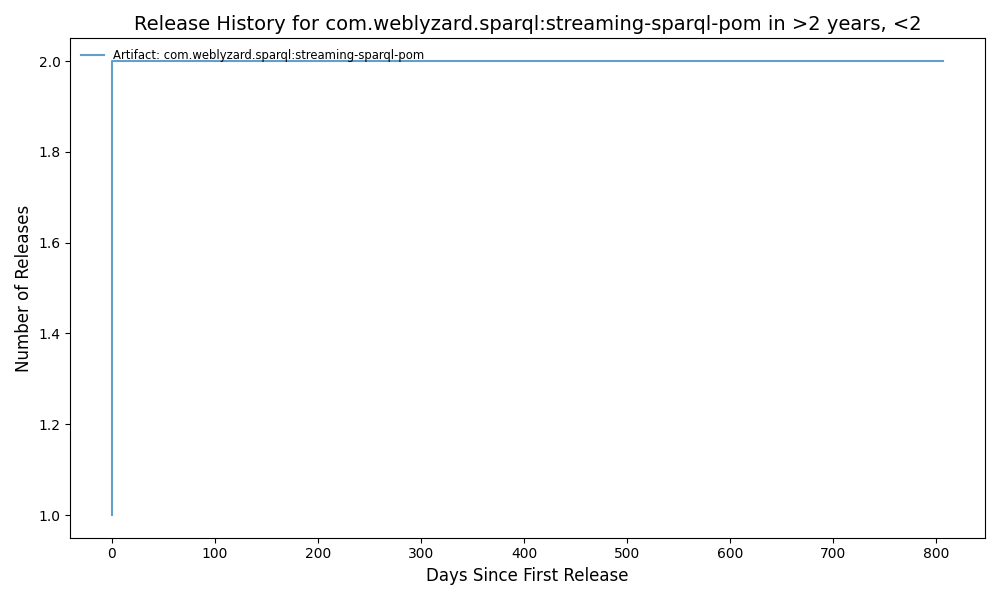 Release History for com.weblyzard.sparql:streaming-sparql-pom in >2 years, <2
Artifact: com.weblyzard.sparql:streaming-sparql-pom
2.0
1.8
1.6
1.4
1.2
1.0
Number of Releases
0 100 200 300 400 500 600 700 800
Days Since First Release